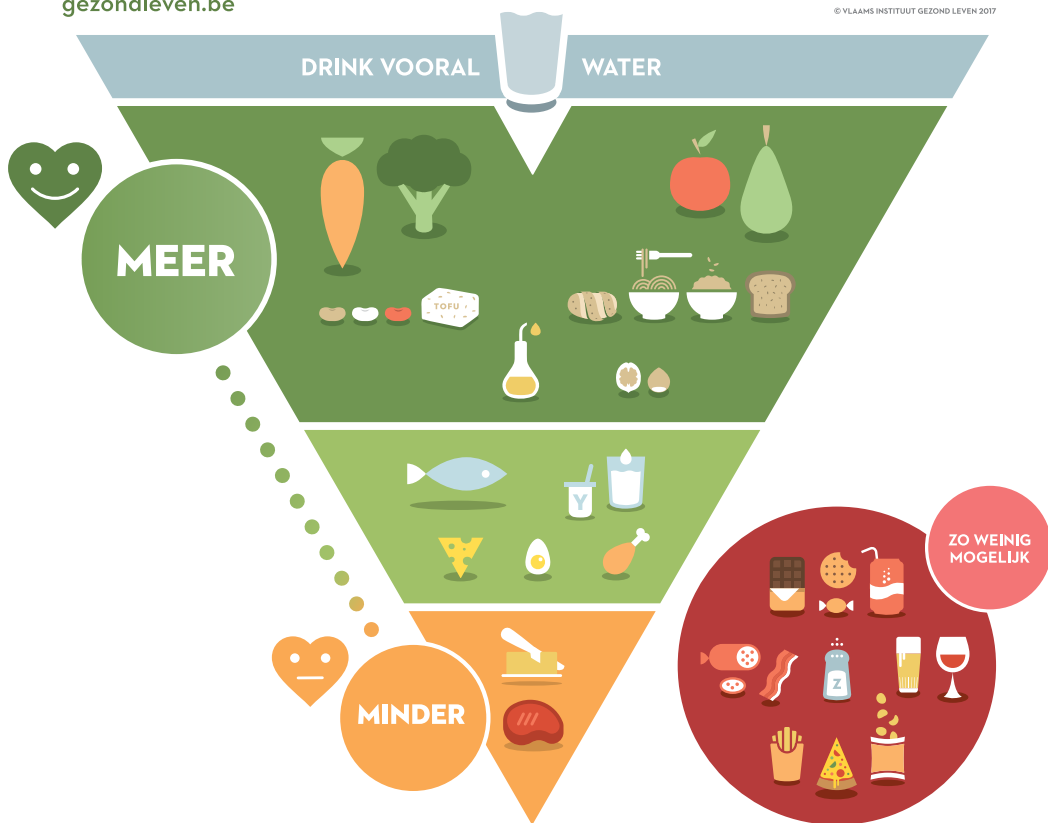 gezondleven.be
© VLAAMS INSTITUUT GEZOND LEVEN 2017
DRINK VOORAL WATER
MEER
TOFU
Y
ZO WEINIG
MOGELIJK
Z
MINDER